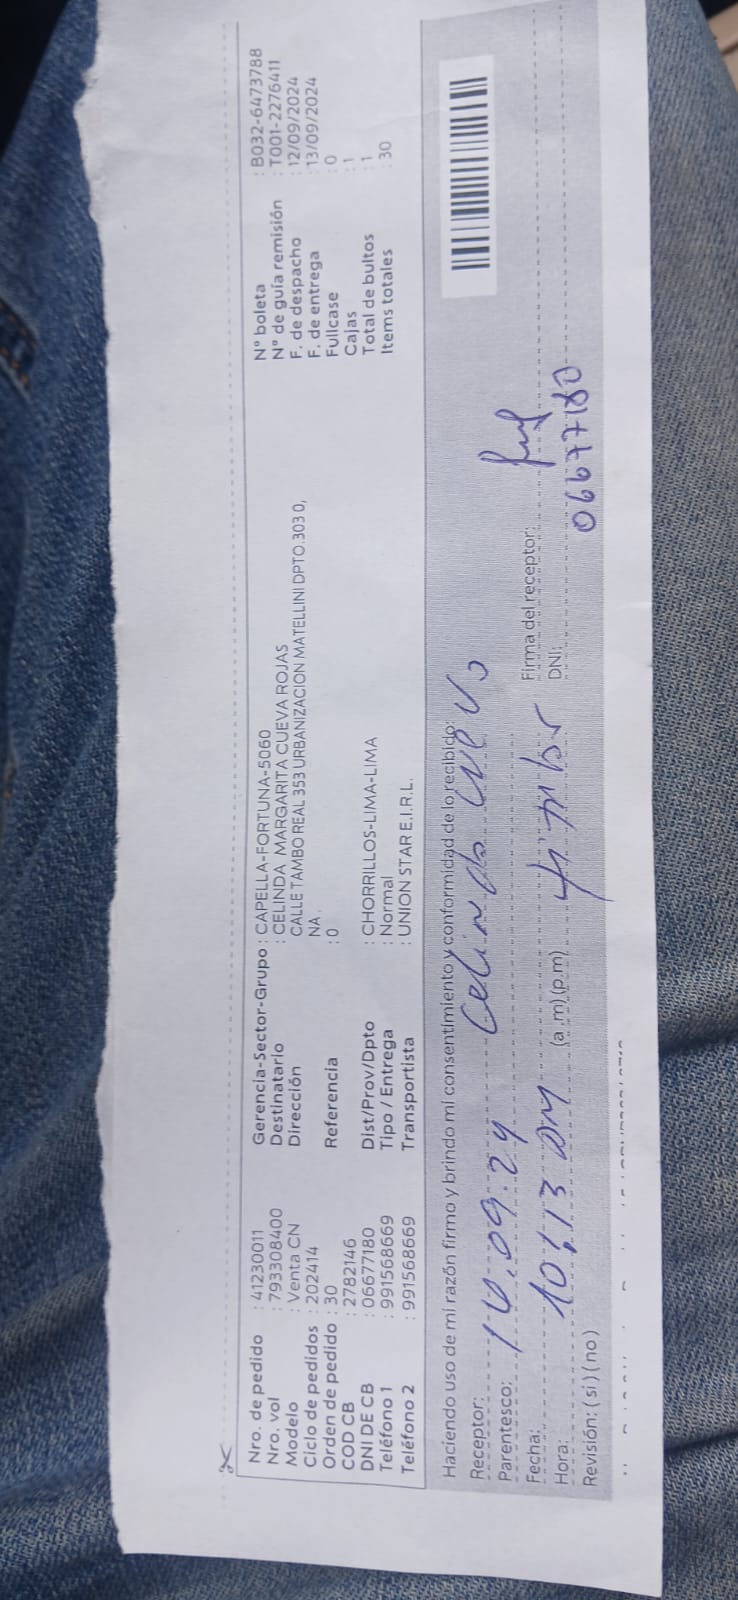 Nro. de pedido : 41230011
Nro. vol : 793308400
Modelo : Venta CN
Ciclo de pedidos : 202414
Orden de pedido : 30
COD CB : 2782146
DNI DE CB : 06677180
Teléfono 1 : 991568669
Teléfono 2 : 991568669
Gerencia-Sector-Grupo : CAPELLA-FORTUNA-5060
Destinatario : CELINDA MARGARITA CUEVA ROJAS
Dirección CALLE TAMBO REAL 353 URBANIZACION MATELLINI DPTO.303 0,
NA .
Referencia : 0
Dist/Prov/Dpto : CHORRILLOS-LIMA-LIMA
Tipo / Entrega : Normal
Transportista : UNION STAR E.I.R.L.
N° boleta : B032-6473788
N° de guía remisión : T001-2276411
F. de despacho : 12/09/2024
F. de entrega : 13/09/2024
Fullcase : 0
Cajas : 1
Total de bultos : 1
Items totales : 30
Haciendo uso de mi razón firmo y brindo mi consentimiento y conformidad de lo recibido:
Receptor: Celinda
Parentesco:
Fecha: 14.09.24
Hora: 10:13 am (a.m) (p.m)
Revisión: ( si ) ( no )
Firma del receptor:
DNI: 06677180